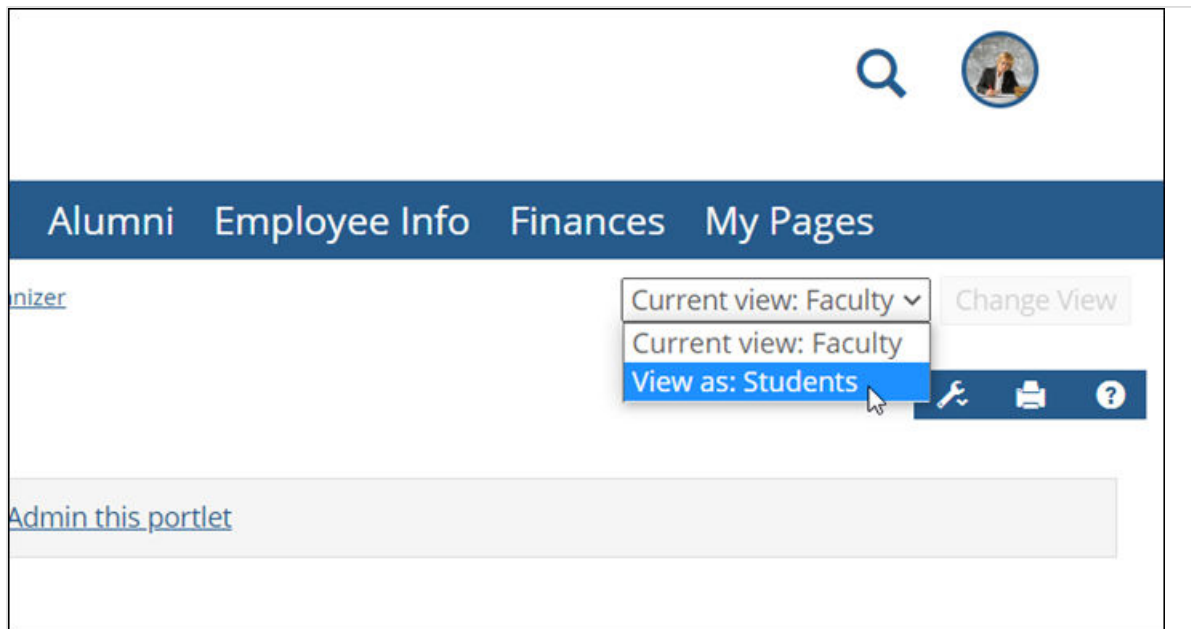 Alumni Employee Info Finances My Pages
nizer
Current view: Faculty Change View
Current view: Faculty
View as: Students
?
Admin this portlet